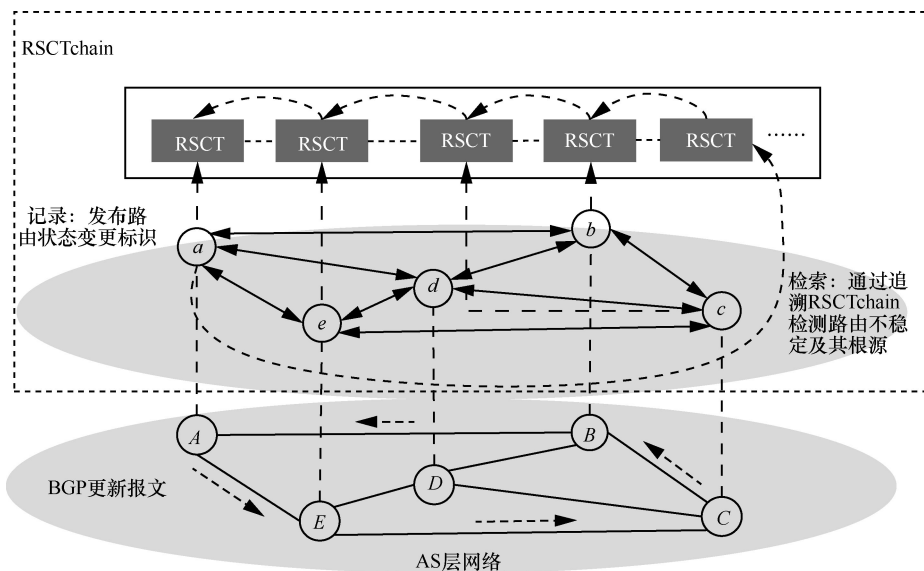 RSCTchain
RSCT
RSCT
RSCT
RSCT
RSCT
......
记录：发布路
由状态变更标识
a
b
d
e
c
检索：通过追
溯RSCTchain
检测路由不稳
定及其根源
A
B
D
E
C
BGP更新报文
AS层网络